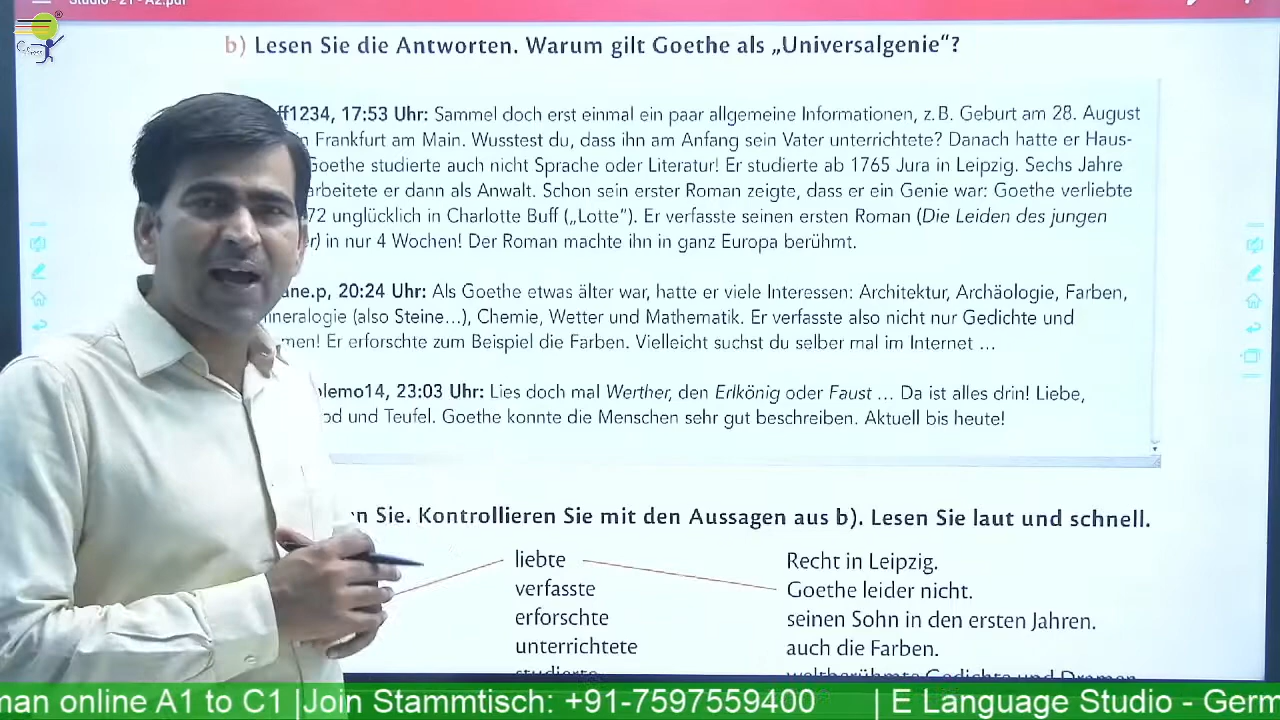 Studio - 21 - A2.pdf
b) Lesen Sie die Antworten. Warum gilt Goethe als „Universalgenie“?
ff1234, 17:53 Uhr: Sammel doch erst einmal ein paar allgemeine Informationen, z.B. Geburt am 28. August
Frankfurt am Main. Wusstest du, dass ihn am Anfang sein Vater unterrichtete? Danach hatte er Haus-
Goethe studierte auch nicht Sprache oder Literatur! Er studierte ab 1765 Jura in Leipzig. Sechs Jahre
arbeitete er dann als Anwalt. Schon sein erster Roman zeigte, dass er ein Genie war: Goethe verliebte
72 unglücklich in Charlotte Buff („Lotte“). Er verfasste seinen ersten Roman (Die Leiden des jungen
er) in nur 4 Wochen! Der Roman machte ihn in ganz Europa berühmt.
ane.p, 20:24 Uhr: Als Goethe etwas älter war, hatte er viele Interessen: Architektur, Archäologie, Farben,
neralogie (also Steine...), Chemie, Wetter und Mathematik. Er verfasste also nicht nur Gedichte und
men! Er erforschte zum Beispiel die Farben. Vielleicht suchst du selber mal im Internet ...
lemo14, 23:03 Uhr: Lies doch mal Werther, den Erlkönig oder Faust ... Da ist alles drin! Liebe,
od und Teufel. Goethe konnte die Menschen sehr gut beschreiben. Aktuell bis heute!
n Sie. Kontrollieren Sie mit den Aussagen aus b). Lesen Sie laut und schnell.
liebte Recht in Leipzig.
verfasste Goethe leider nicht.
erforschte seinen Sohn in den ersten Jahren.
unterrichtete auch die Farben.
studierte weltberühmte Gedichte und Dramen.
man online A1 to C1 |Join Stammtisch: +91-7597559400 | E Language Studio - Germ